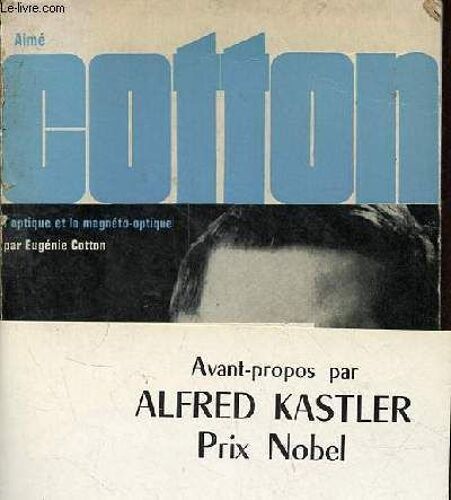 le-livre.com
Aimé
cotton
l'optique et la magnéto-optique
par Eugénie Cotton
Avant-propos par
ALFRED KASTLER
Prix Nobel